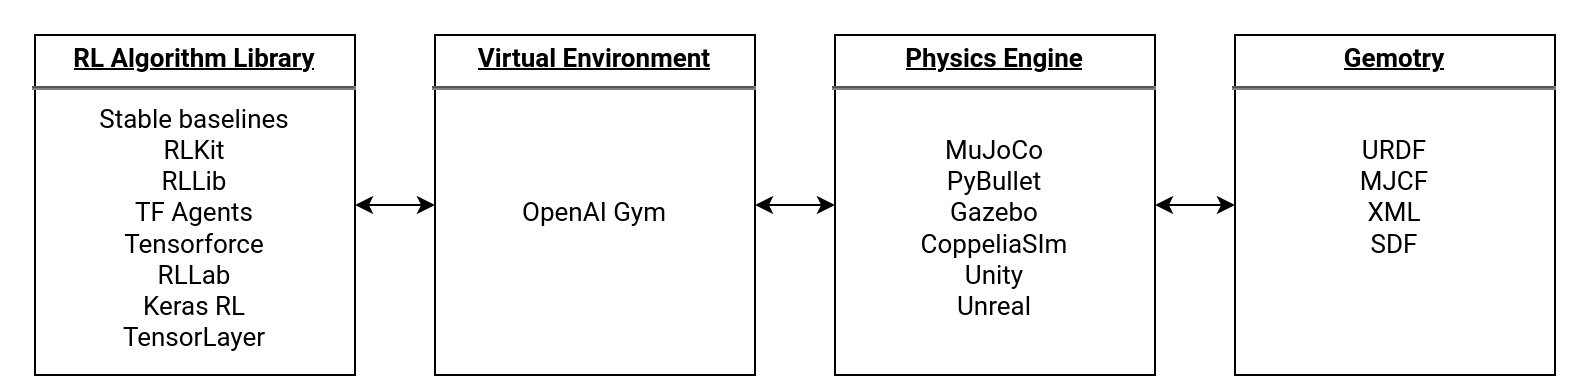 RL Algorithm Library
Stable baselines
RLKit
RLLib
TF Agents
Tensorforce
RLLab
Keras RL
TensorLayer
Virtual Environment
OpenAI Gym
Physics Engine
MuJoCo
PyBullet
Gazebo
CoppeliaSIm
Unity
Unreal
Gemotry
URDF
MJCF
XML
SDF